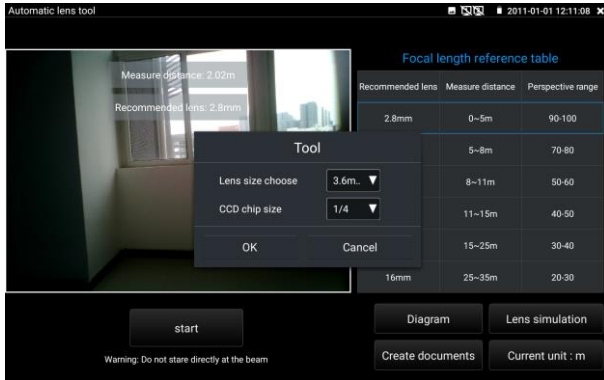 Automatic lens tool
2011-01-01 12:11:08
Measure distance: 2.02m
Recommended lens: 2.8mm
Focal length reference table
Recommended lens Measure distance Perspective range
2.8mm 0~5m 90-100
5~8m 70-80
8~11m 50-60
11~15m 40-50
15~25m 30-40
16mm 25~35m 20-30
Tool
Lens size choose 3.6m..
CCD chip size 1/4
OK Cancel
start
Warning: Do not stare directly at the beam
Diagram Lens simulation
Create documents Current unit : m